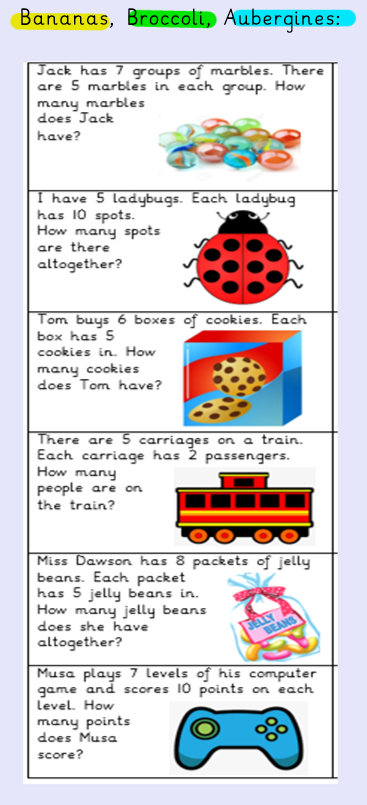 Bananas, Broccoli, Aubergines:
Jack has 7 groups of marbles. There
are 5 marbles in each group. How
many marbles
does Jack
have?
I have 5 ladybugs. Each ladybug
has 10 spots.
How many spots
are there
altogether?
Tom buys 6 boxes of cookies. Each
box has 5
cookies in. How
many cookies
does Tom have?
There are 5 carriages on a train.
Each carriage has 2 passengers.
How many
people are on
the train?
Miss Dawson has 8 packets of jelly
beans. Each packet
has 5 jelly beans in.
How many jelly beans
does she have
altogether?
JELLY
BEANS
Musa plays 7 levels of his computer
game and scores 10 points on each
level. How
many points
does Musa
score?